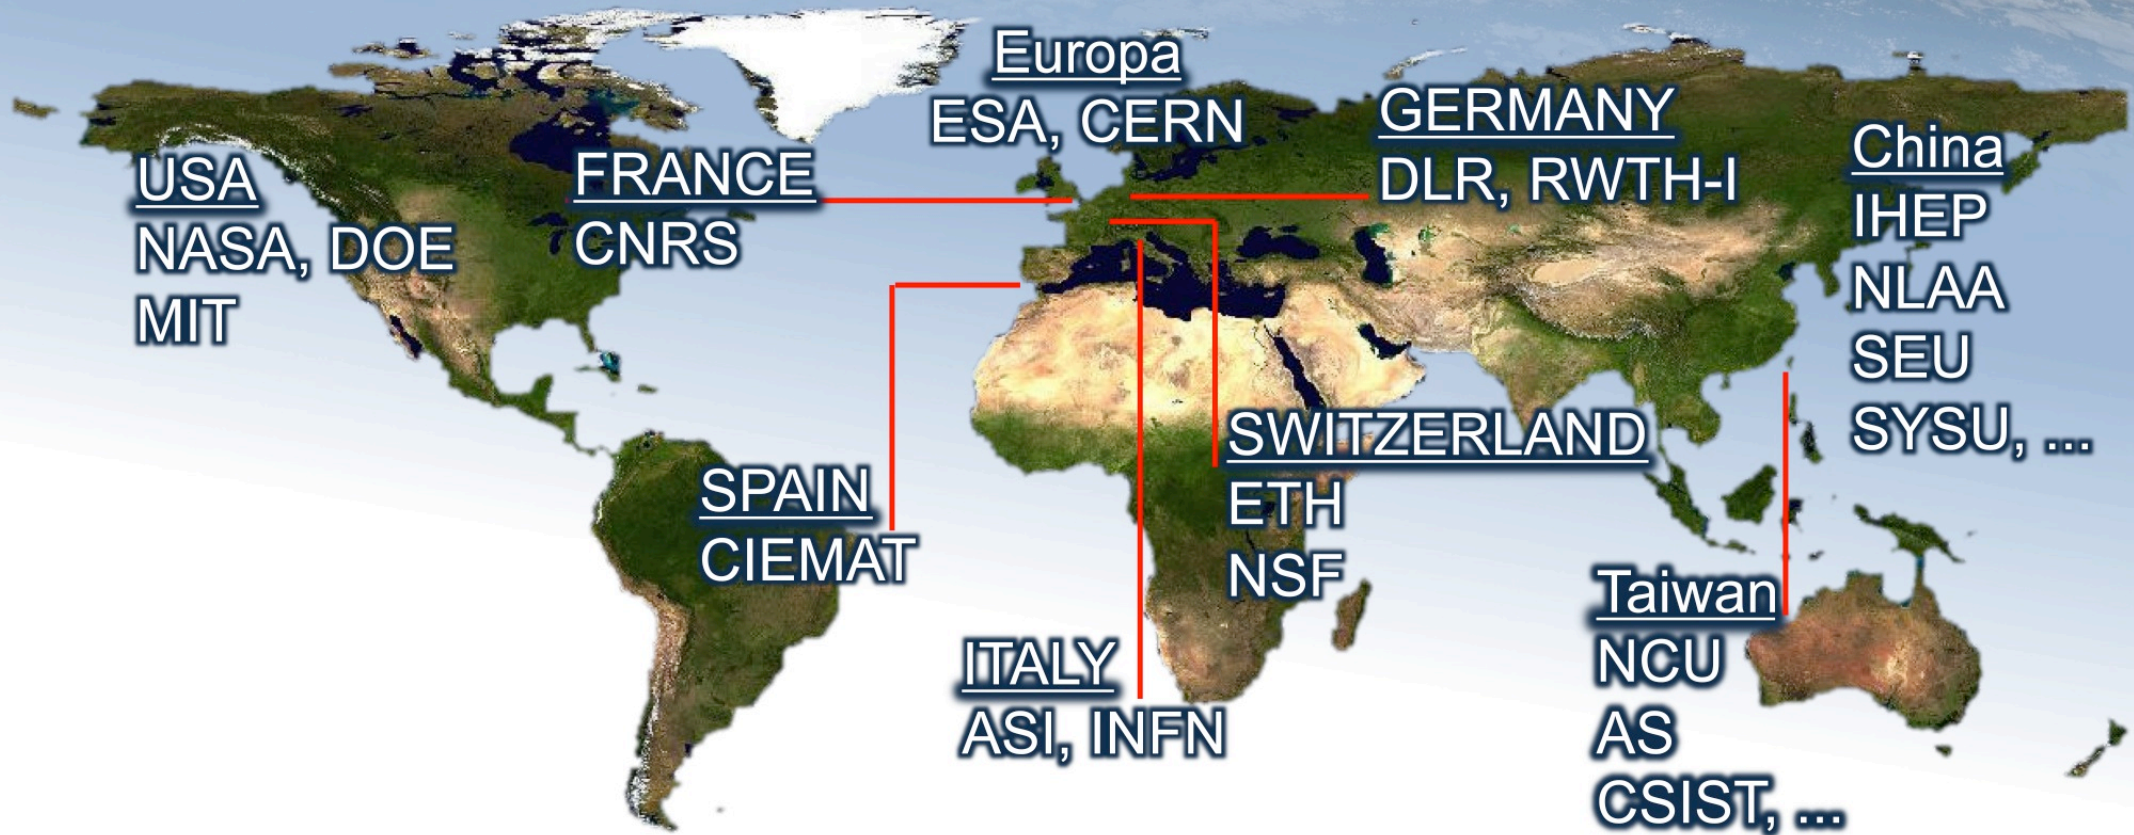 USA
NASA, DOE
MIT
FRANCE
CNRS
Europa
ESA, CERN
GERMANY
DLR, RWTH-I
China
IHEP
NLAA
SEU
SYSU, ...
SPAIN
CIEMAT
ITALY
ASI, INFN
SWITZERLAND
ETH
NSF
Taiwan
NCU
AS
CSIST, ...